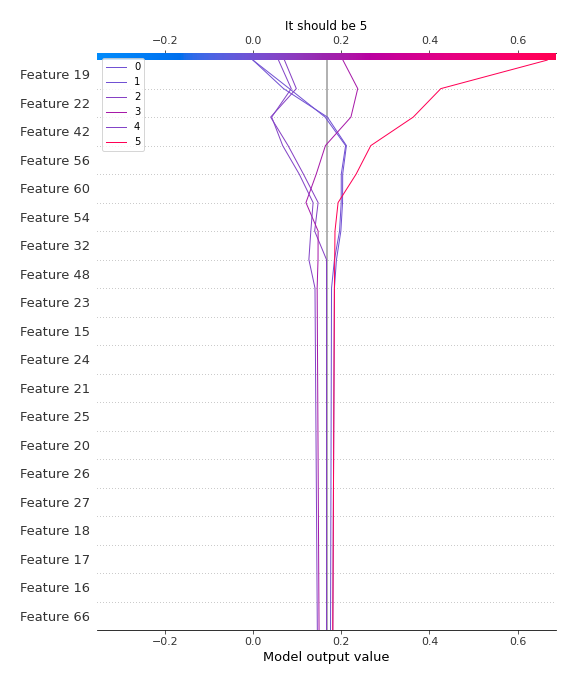 It should be 5
−0.2 0.0 0.2 0.4 0.6
0
1
2
3
4
5
Feature 19
Feature 22
Feature 42
Feature 56
Feature 60
Feature 54
Feature 32
Feature 48
Feature 23
Feature 15
Feature 24
Feature 21
Feature 25
Feature 20
Feature 26
Feature 27
Feature 18
Feature 17
Feature 16
Feature 66
−0.2 0.0 0.2 0.4 0.6
Model output value